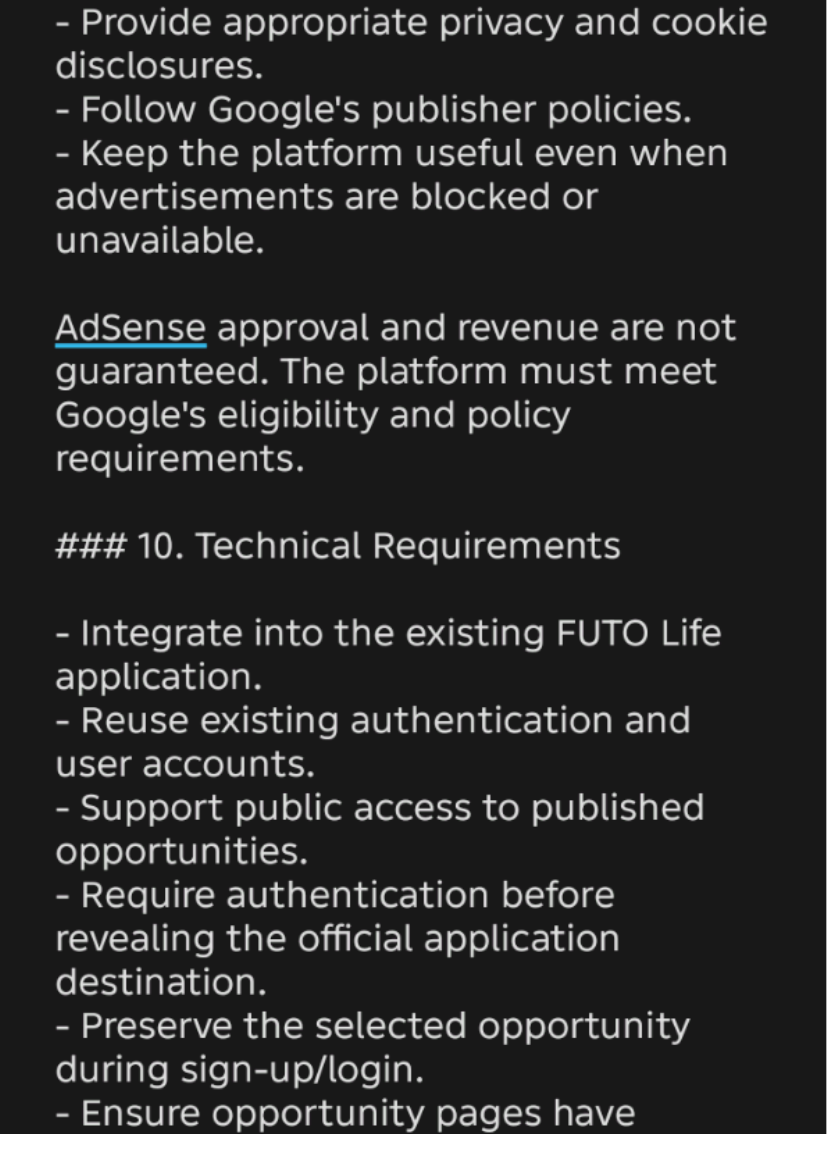 - Provide appropriate privacy and cookie
disclosures.
- Follow Google's publisher policies.
- Keep the platform useful even when
advertisements are blocked or
unavailable.
AdSense approval and revenue are not
guaranteed. The platform must meet
Google's eligibility and policy
requirements.
### 10. Technical Requirements
- Integrate into the existing FUTO Life
application.
- Reuse existing authentication and
user accounts.
- Support public access to published
opportunities.
- Require authentication before
revealing the official application
destination.
- Preserve the selected opportunity
during sign-up/login.
- Ensure opportunity pages have